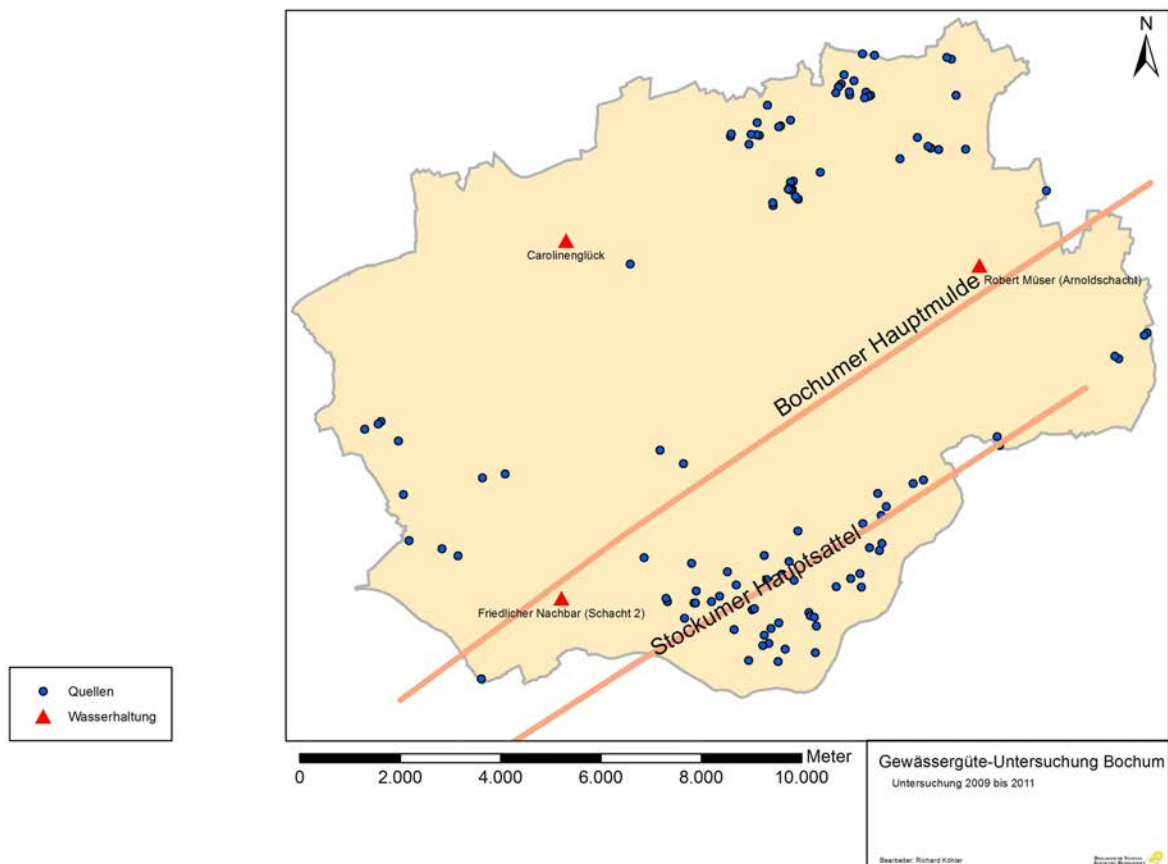 N
Carolinenglück
Robert Müser (Arnoldschacht)
Bochumer Hauptmulde
Stockumer Hauptsattel
Friedlicher Nachbar (Schacht 2)
Quellen
Wasserhaltung
Meter
0 2.000 4.000 6.000 8.000 10.000
Gewässergüte-Untersuchung Bochum
Untersuchung 2009 bis 2011
Bearbeiter: Richard Köhler